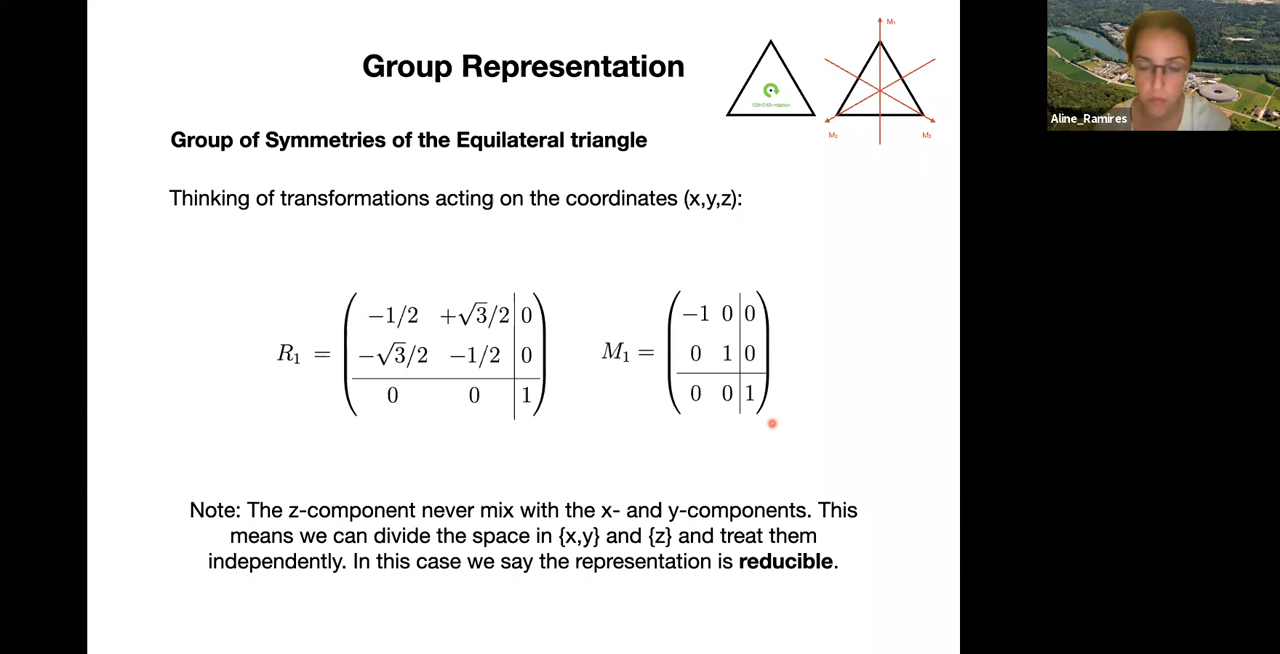 Group Representation
M₁
120°/240° rotation
M₃
M₂
Aline_Ramires
Group of Symmetries of the Equilateral triangle
Thinking of transformations acting on the coordinates (x,y,z):
R₁ =
−1/2 +√3/2 0
−√3/2 −1/2 0
0 0 1
M₁ =
−1 0 0
0 1 0
0 0 1
Note: The z-component never mix with the x- and y-components. This
means we can divide the space in {x,y} and {z} and treat them
independently. In this case we say the representation is reducible.